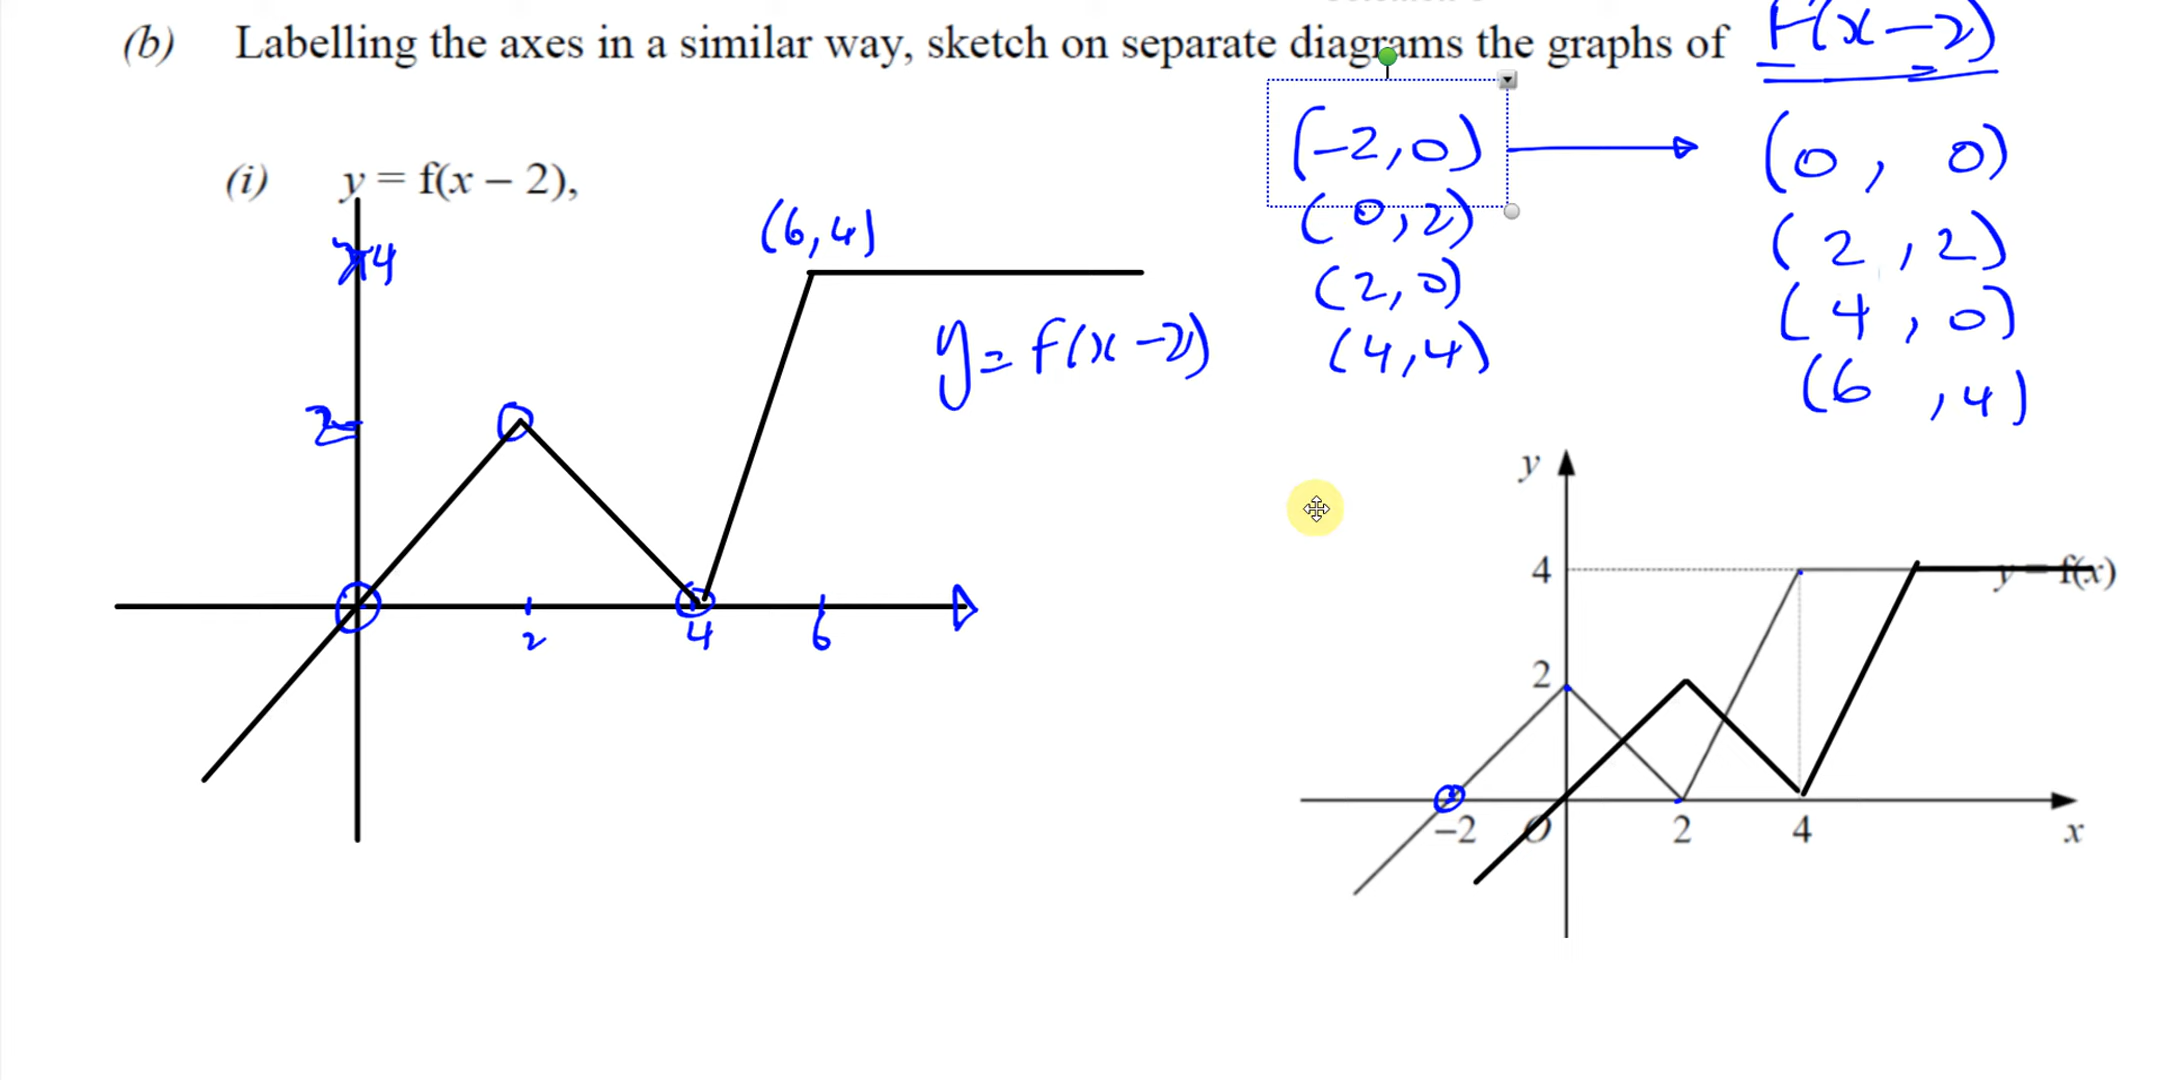 (b) Labelling the axes in a similar way, sketch on separate diagrams the graphs of
f(x-2)
(i) y = f(x – 2),
(-2,0)
(0, 0)
(0,2)
(2,2)
(2,0)
(4,0)
(4,4)
(6,4)
4
(6,4)
y = f(x-2)
2
2
4
6
y
4
y = f(x)
2
-2
O
2
4
x